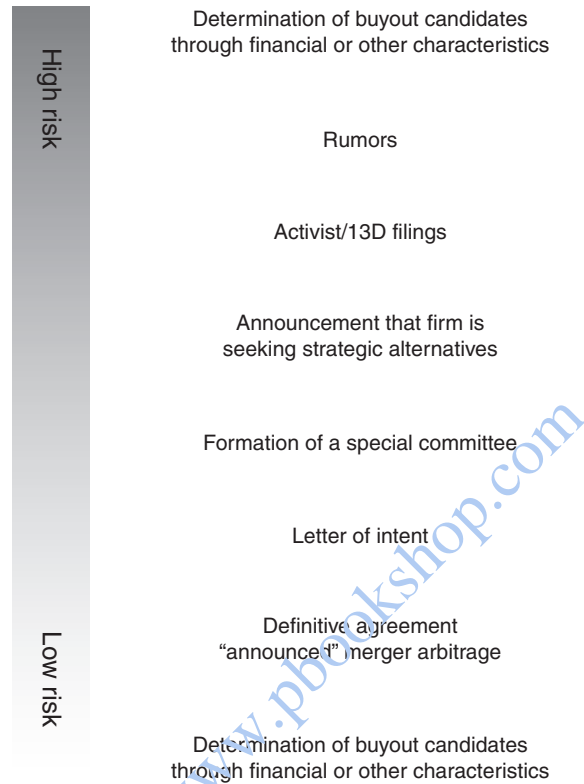 High risk
Determination of buyout candidates
through financial or other characteristics
Rumors
Activist/13D filings
Announcement that firm is
seeking strategic alternatives
Formation of a special committee
Letter of intent
Definitive agreement
“announced” merger arbitrage
Low risk
Determination of buyout candidates
through financial or other characteristics
www.pbookshop.com